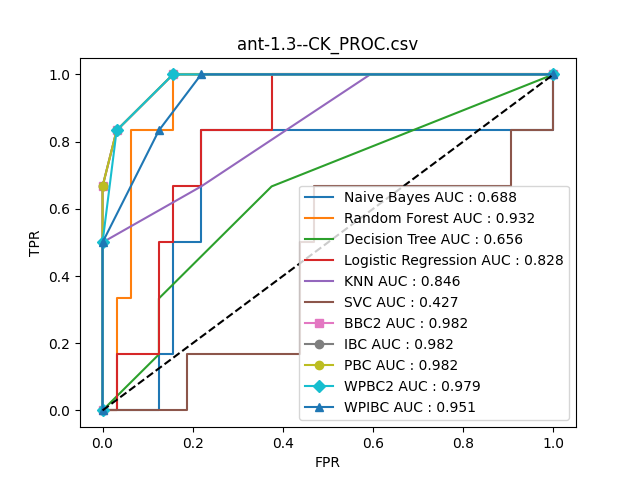 ant-1.3--CK_PROC.csv
1.0
0.8
0.6
0.4
0.2
0.0
TPR
Naive Bayes AUC : 0.688
Random Forest AUC : 0.932
Decision Tree AUC : 0.656
Logistic Regression AUC : 0.828
KNN AUC : 0.846
SVC AUC : 0.427
BBC2 AUC : 0.982
IBC AUC : 0.982
PBC AUC : 0.982
WPBC2 AUC : 0.979
WPIBC AUC : 0.951
0.0 0.2 0.4 0.6 0.8 1.0
FPR